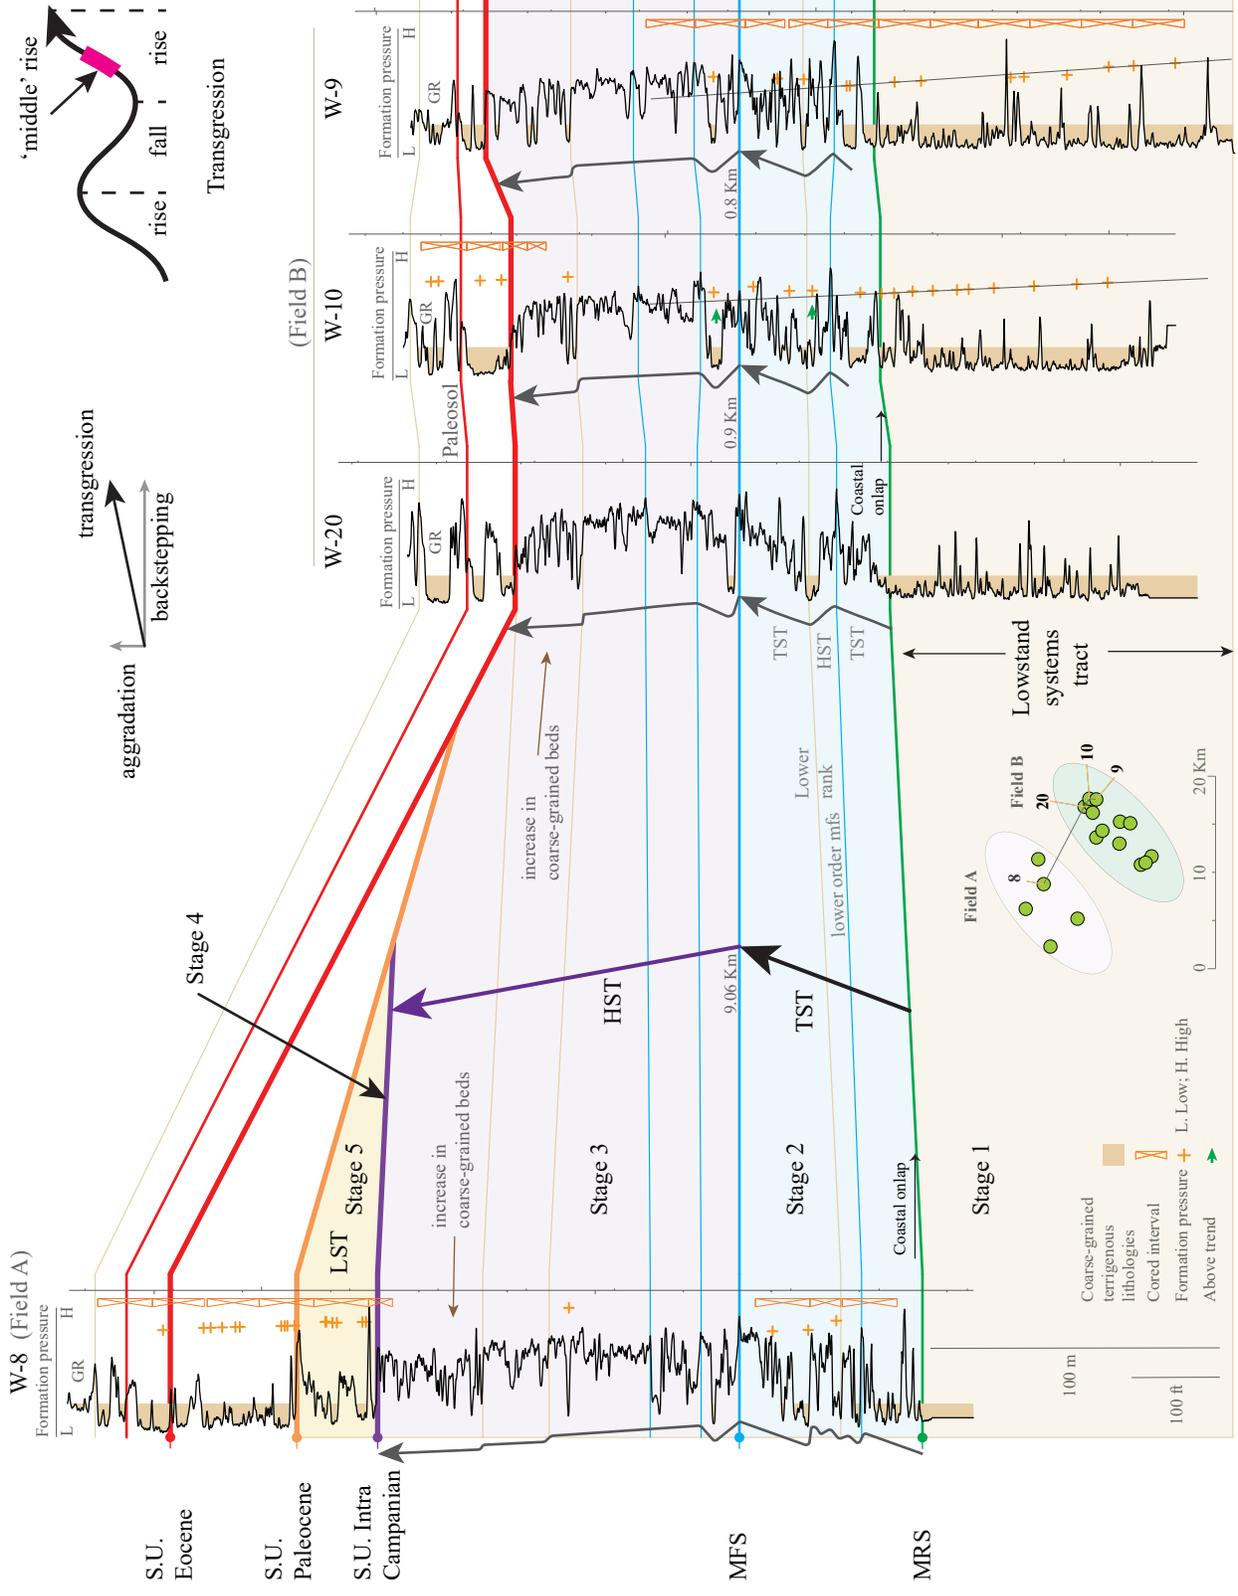 W-8 (Field A)
Formation pressure
L
H
GR
S.U.
Eocene
S.U.
Paleocene
S.U. Intra
Campanian
MFS
MRS
Stage 4
LST
Stage 5
increase in
coarse-grained beds
Stage 3
HST
9.06 Km
Stage 2
TST
Coastal onlap
Stage 1
increase in
coarse-grained beds
Lower
rank
lower order mfs
100 m
100 ft
Coarse-grained
terrigenous
lithologies
Cored interval
Formation pressure
L. Low; H. High
Above trend
Field A
8
Field B
20
10
9
0
10
20 Km
Lowstand
systems
tract
aggradation
transgression
backstepping
(Field B)
W-20
Formation pressure
L
H
GR
TST
HST
TST
Coastal
onlap
Paleosol
0.9 Km
W-10
Formation pressure
L
H
GR
0.8 Km
W-9
Formation pressure
L
H
GR
‘middle’ rise
rise
fall
rise
Transgression